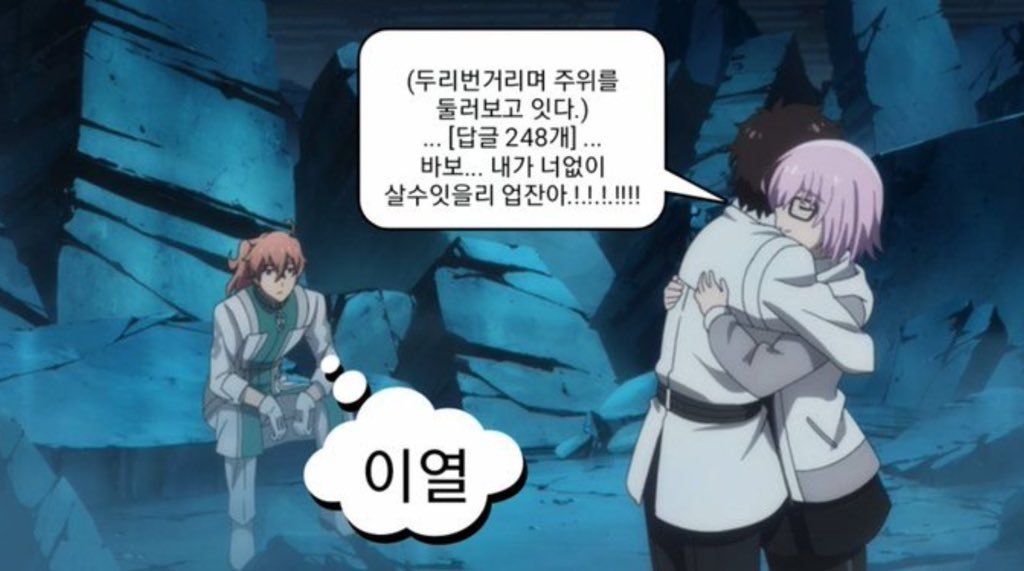 (두리번거리며 주위를
둘러보고 잇다.)
... [답글 248개] ...
바보... 내가 너없이
살수잇을리 업잔아.!.!.!.!!!!
이열